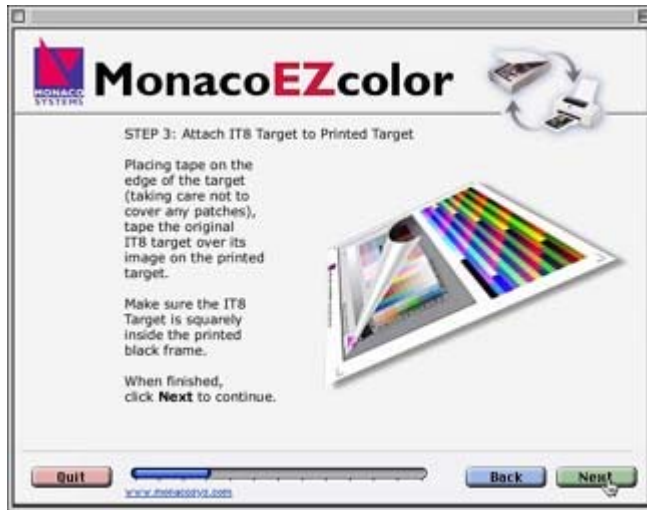 MONACO
SYSTEMS
MonacoEZcolor
STEP 3: Attach IT8 Target to Printed Target
Placing tape on the
edge of the target
(taking care not to
cover any patches),
tape the original
IT8 target over its
image on the printed
target.
Make sure the IT8
Target is squarely
inside the printed
black frame.
When finished,
click Next to continue.
Quit
www.monacosys.com
Back
Next